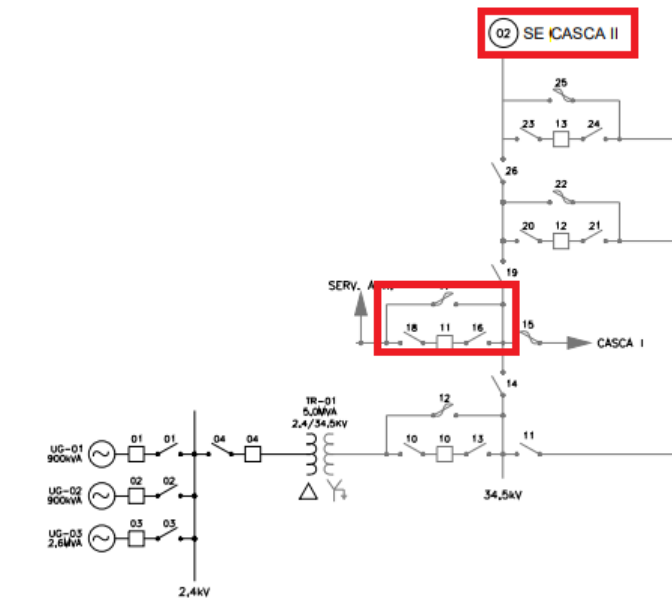 02 SE CASCA II
25
23 13 24
26
22
20 12 21
19
SERV.
18 11 16 15
CASCA I
14
TR-01
5.0MVA
2.4/34,5KV
12
UG-01
900kVA
01 01 04 04
10 10 13 11
UG-02
900kVA
02 02
34.5kV
UG-03
2,6MVA
03 03
2,4kV